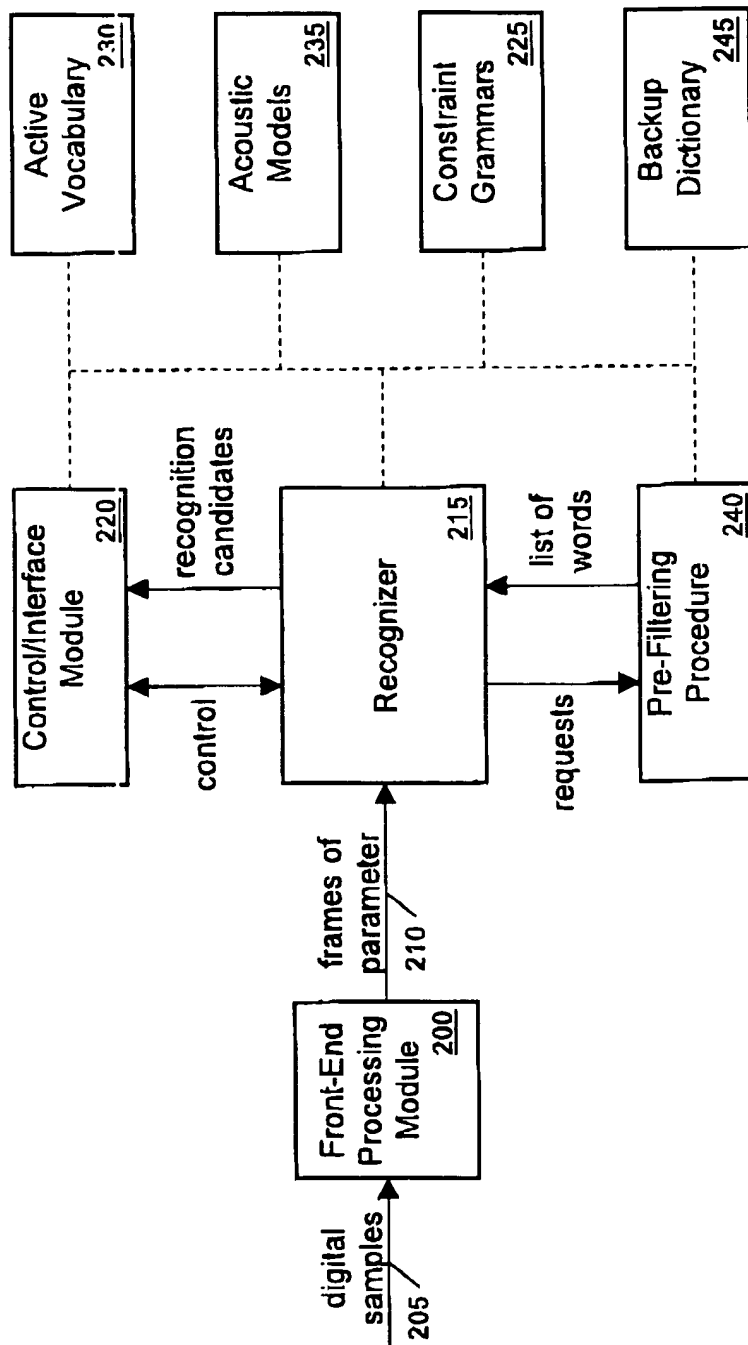 digital
samples
205
Front-End
Processing
Module
200
frames of
parameter
210
Control/Interface
Module
220
control
recognition
candidates
Recognizer
215
requests
list of
words
Pre-Filtering
Procedure
240
Active
Vocabulary
230
Acoustic
Models
235
Constraint
Grammars
225
Backup
Dictionary
245